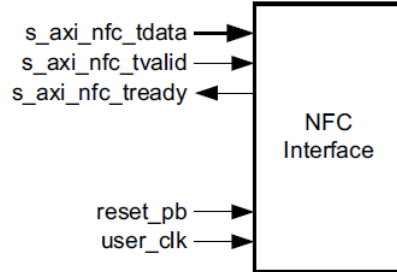 s_axi_nfc_tdata
s_axi_nfc_tvalid
s_axi_nfc_tready
NFC
Interface
reset_pb
user_clk